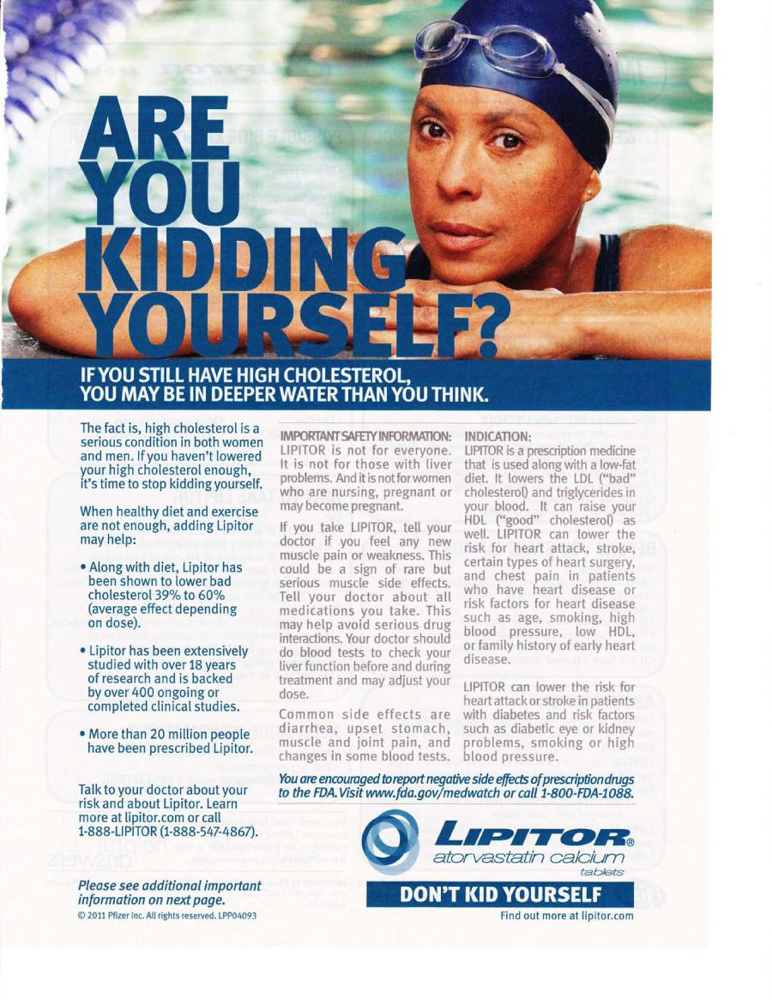 ARE
YOU
KIDDING
YOURSELF?
IF YOU STILL HAVE HIGH CHOLESTEROL,
YOU MAY BE IN DEEPER WATER THAN YOU THINK.
The fact is, high cholesterol is a
serious condition in both women
and men. If you haven't lowered
your high cholesterol enough,
it's time to stop kidding yourself.
When healthy diet and exercise
are not enough, adding Lipitor
may help:
• Along with diet, Lipitor has
been shown to lower bad
cholesterol 39% to 60%
(average effect depending
on dose).
• Lipitor has been extensively
studied with over 18 years
of research and is backed
by over 400 ongoing or
completed clinical studies.
• More than 20 million people
have been prescribed Lipitor.
Talk to your doctor about your
risk and about Lipitor. Learn
more at lipitor.com or call
1-888-LIPITOR (1-888-547-4867).
Please see additional important
information on next page.
© 2011 Pfizer Inc. All rights reserved. LPP04093
IMPORTANT SAFETY INFORMATION:
LIPITOR is not for everyone.
It is not for those with liver
problems. And it is not for women
who are nursing, pregnant or
may become pregnant.
If you take LIPITOR, tell your
doctor if you feel any new
muscle pain or weakness. This
could be a sign of rare but
serious muscle side effects.
Tell your doctor about all
medications you take. This
may help avoid serious drug
interactions. Your doctor should
do blood tests to check your
liver function before and during
treatment and may adjust your
dose.
Common side effects are
diarrhea, upset stomach,
muscle and joint pain, and
changes in some blood tests.
INDICATION:
LIPITOR is a prescription medicine
that is used along with a low-fat
diet. It lowers the LDL ("bad"
cholesterol) and triglycerides in
your blood. It can raise your
HDL ("good" cholesterol) as
well. LIPITOR can lower the
risk for heart attack, stroke,
certain types of heart surgery,
and chest pain in patients
who have heart disease or
risk factors for heart disease
such as age, smoking, high
blood pressure, low HDL,
or family history of early heart
disease.
LIPITOR can lower the risk for
heart attack or stroke in patients
with diabetes and risk factors
such as diabetic eye or kidney
problems, smoking or high
blood pressure.
You are encouraged to report negative side effects of prescription drugs
to the FDA. Visit www.fda.gov/medwatch or call 1-800-FDA-1088.
LIPITOR®
atorvastatin calcium
tablets
DON'T KID YOURSELF
Find out more at lipitor.com